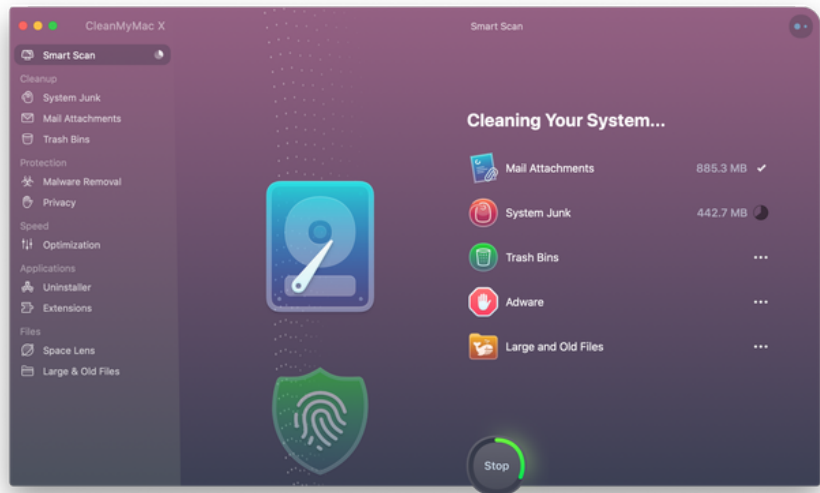 CleanMyMac X
Smart Scan
Smart Scan
Cleanup
System Junk
Mail Attachments
Trash Bins
Protection
Malware Removal
Privacy
Speed
Optimization
Applications
Uninstaller
Extensions
Files
Space Lens
Large & Old Files
Cleaning Your System...
Mail Attachments 885.3 MB
System Junk 442.7 MB
Trash Bins
Adware
Large and Old Files
Stop